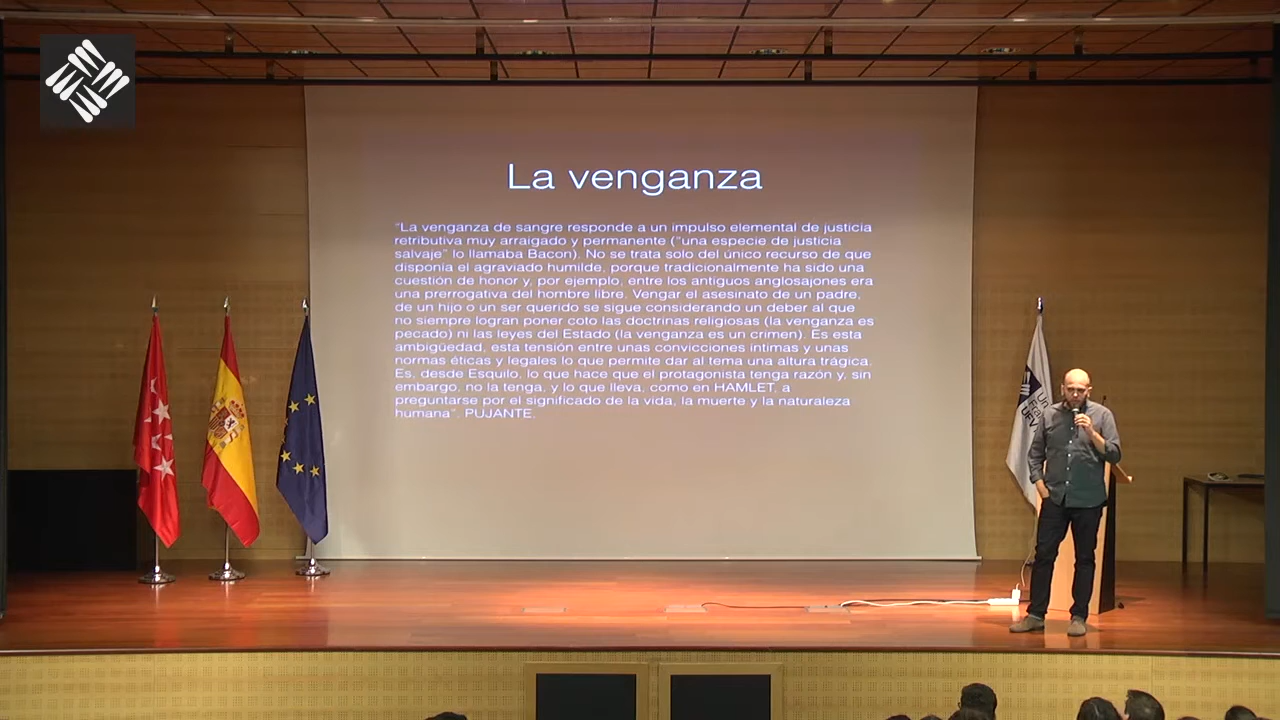 La venganza
"La venganza de sangre responde a un impulso elemental de justicia
retributiva muy arraigado y permanente ("una especie de justicia
salvaje" lo llamaba Bacon). No se trata solo del único recurso de que
disponía el agraviado humilde, porque tradicionalmente ha sido una
cuestión de honor y, por ejemplo, entre los antiguos anglosajones era
una prerrogativa del hombre libre. Vengar el asesinato de un padre,
de un hijo o un ser querido se sigue considerando un deber al que
no siempre logran poner coto las doctrinas religiosas (la venganza es
pecado) ni las leyes del Estado (la venganza es un crimen). Es esta
ambigüedad, esta tensión entre unas convicciones íntimas y unas
normas éticas y legales lo que permite dar al tema una altura trágica.
Es, desde Esquilo, lo que hace que el protagonista tenga razón y, sin
embargo, no la tenga, y lo que lleva, como en HAMLET, a
preguntarse por el significado de la vida, la muerte y la naturaleza
humana". PUJANTE.
UFV